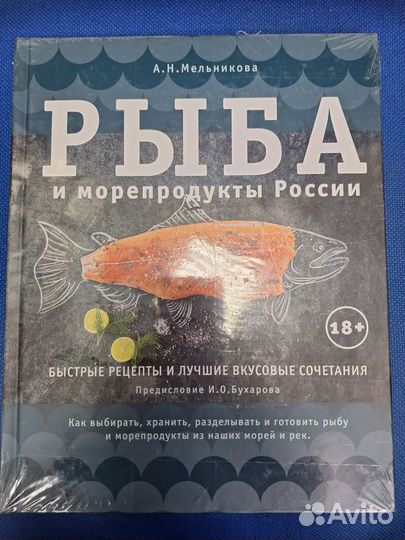 А.Н.Мельникова
РЫБА
и морепродукты России
18+
БЫСТРЫЕ РЕЦЕПТЫ И ЛУЧШИЕ ВКУСОВЫЕ СОЧЕТАНИЯ
Предисловие И.О.Бухарова
Как выбирать, хранить, разделывать и готовить рыбу
и морепродукты из наших морей и рек.
Avito